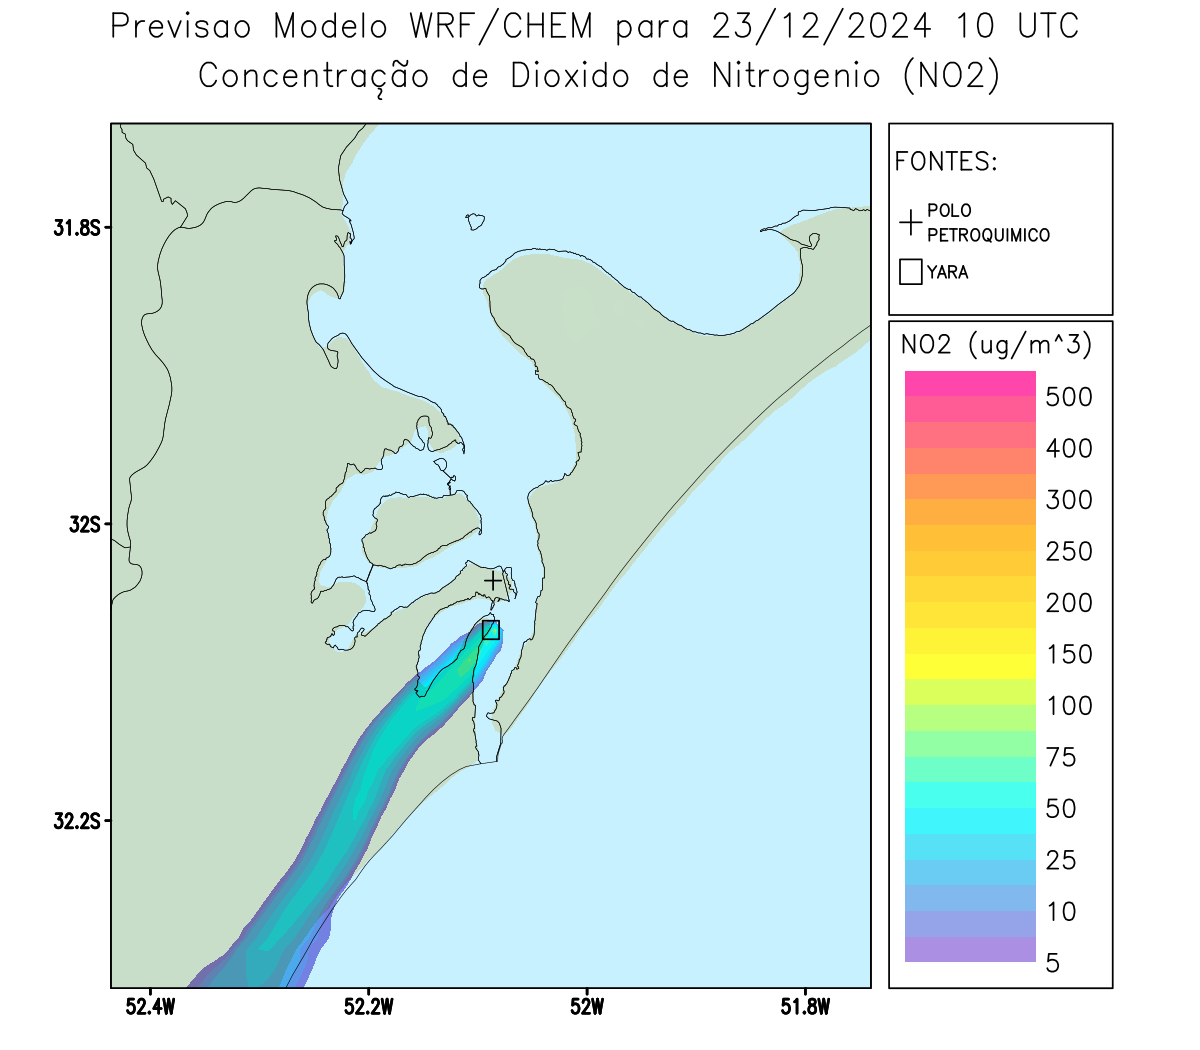 Previsao Modelo WRF/CHEM para 23/12/2024 10 UTC
Concentração de Dioxido de Nitrogenio (NO2)
FONTES:
POLO
PETROQUIMICO
YARA
NO2 (ug/m^3)
500
400
300
250
200
150
100
75
50
25
10
5
31.8S
32S
32.2S
52.4W
52.2W
52W
51.8W